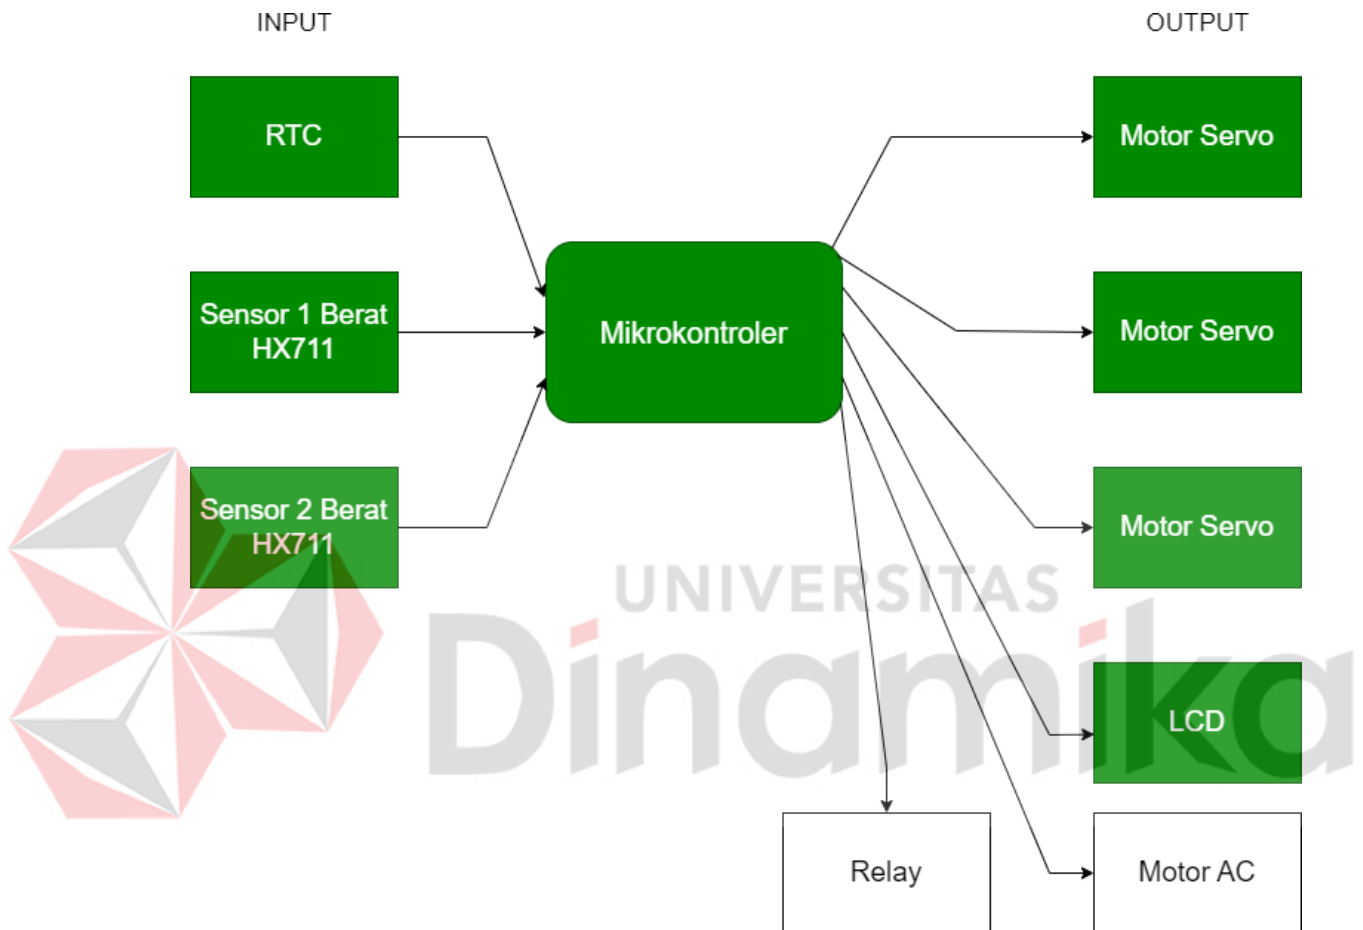 INPUT
OUTPUT
RTC
Motor Servo
Sensor 1 Berat
HX711
Mikrokontroler
Motor Servo
Sensor 2 Berat
HX711
Motor Servo
UNIVERSITAS
Dinamika
LCD
Relay
Motor AC